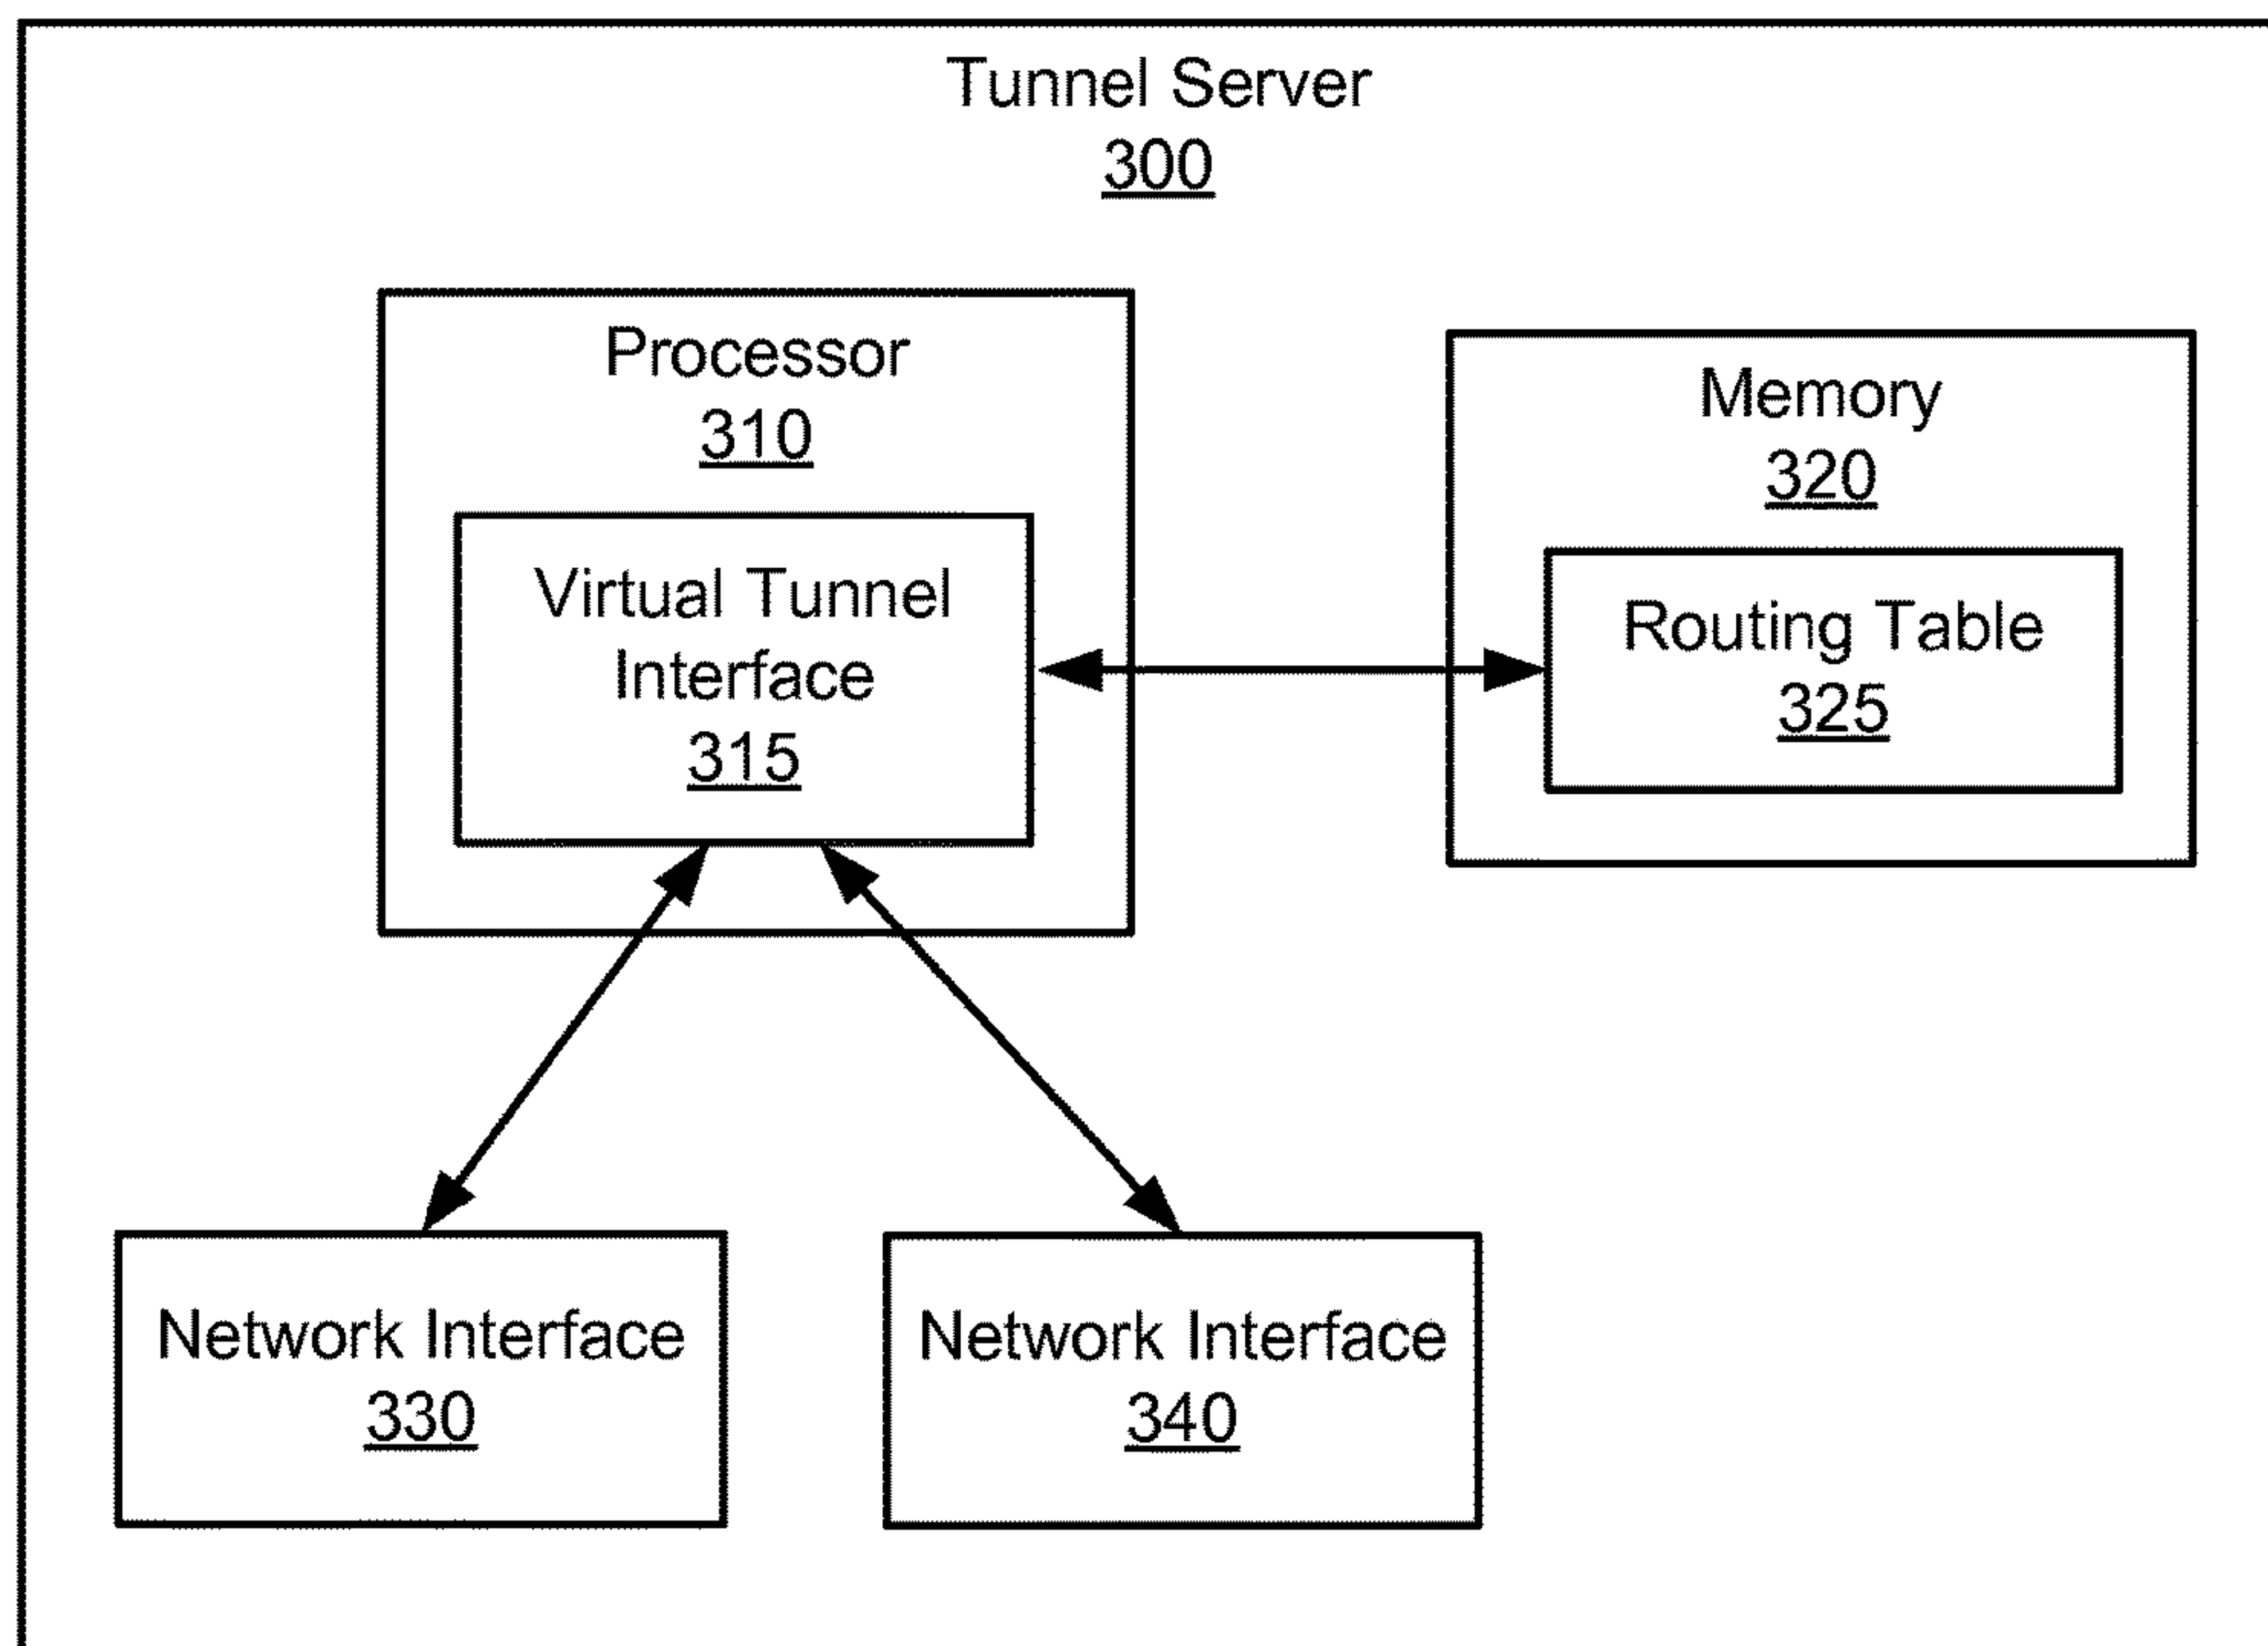 Tunnel Server
300
Processor
310
Memory
320
Virtual Tunnel
Interface
315
Routing Table
325
Network Interface
330
Network Interface
340